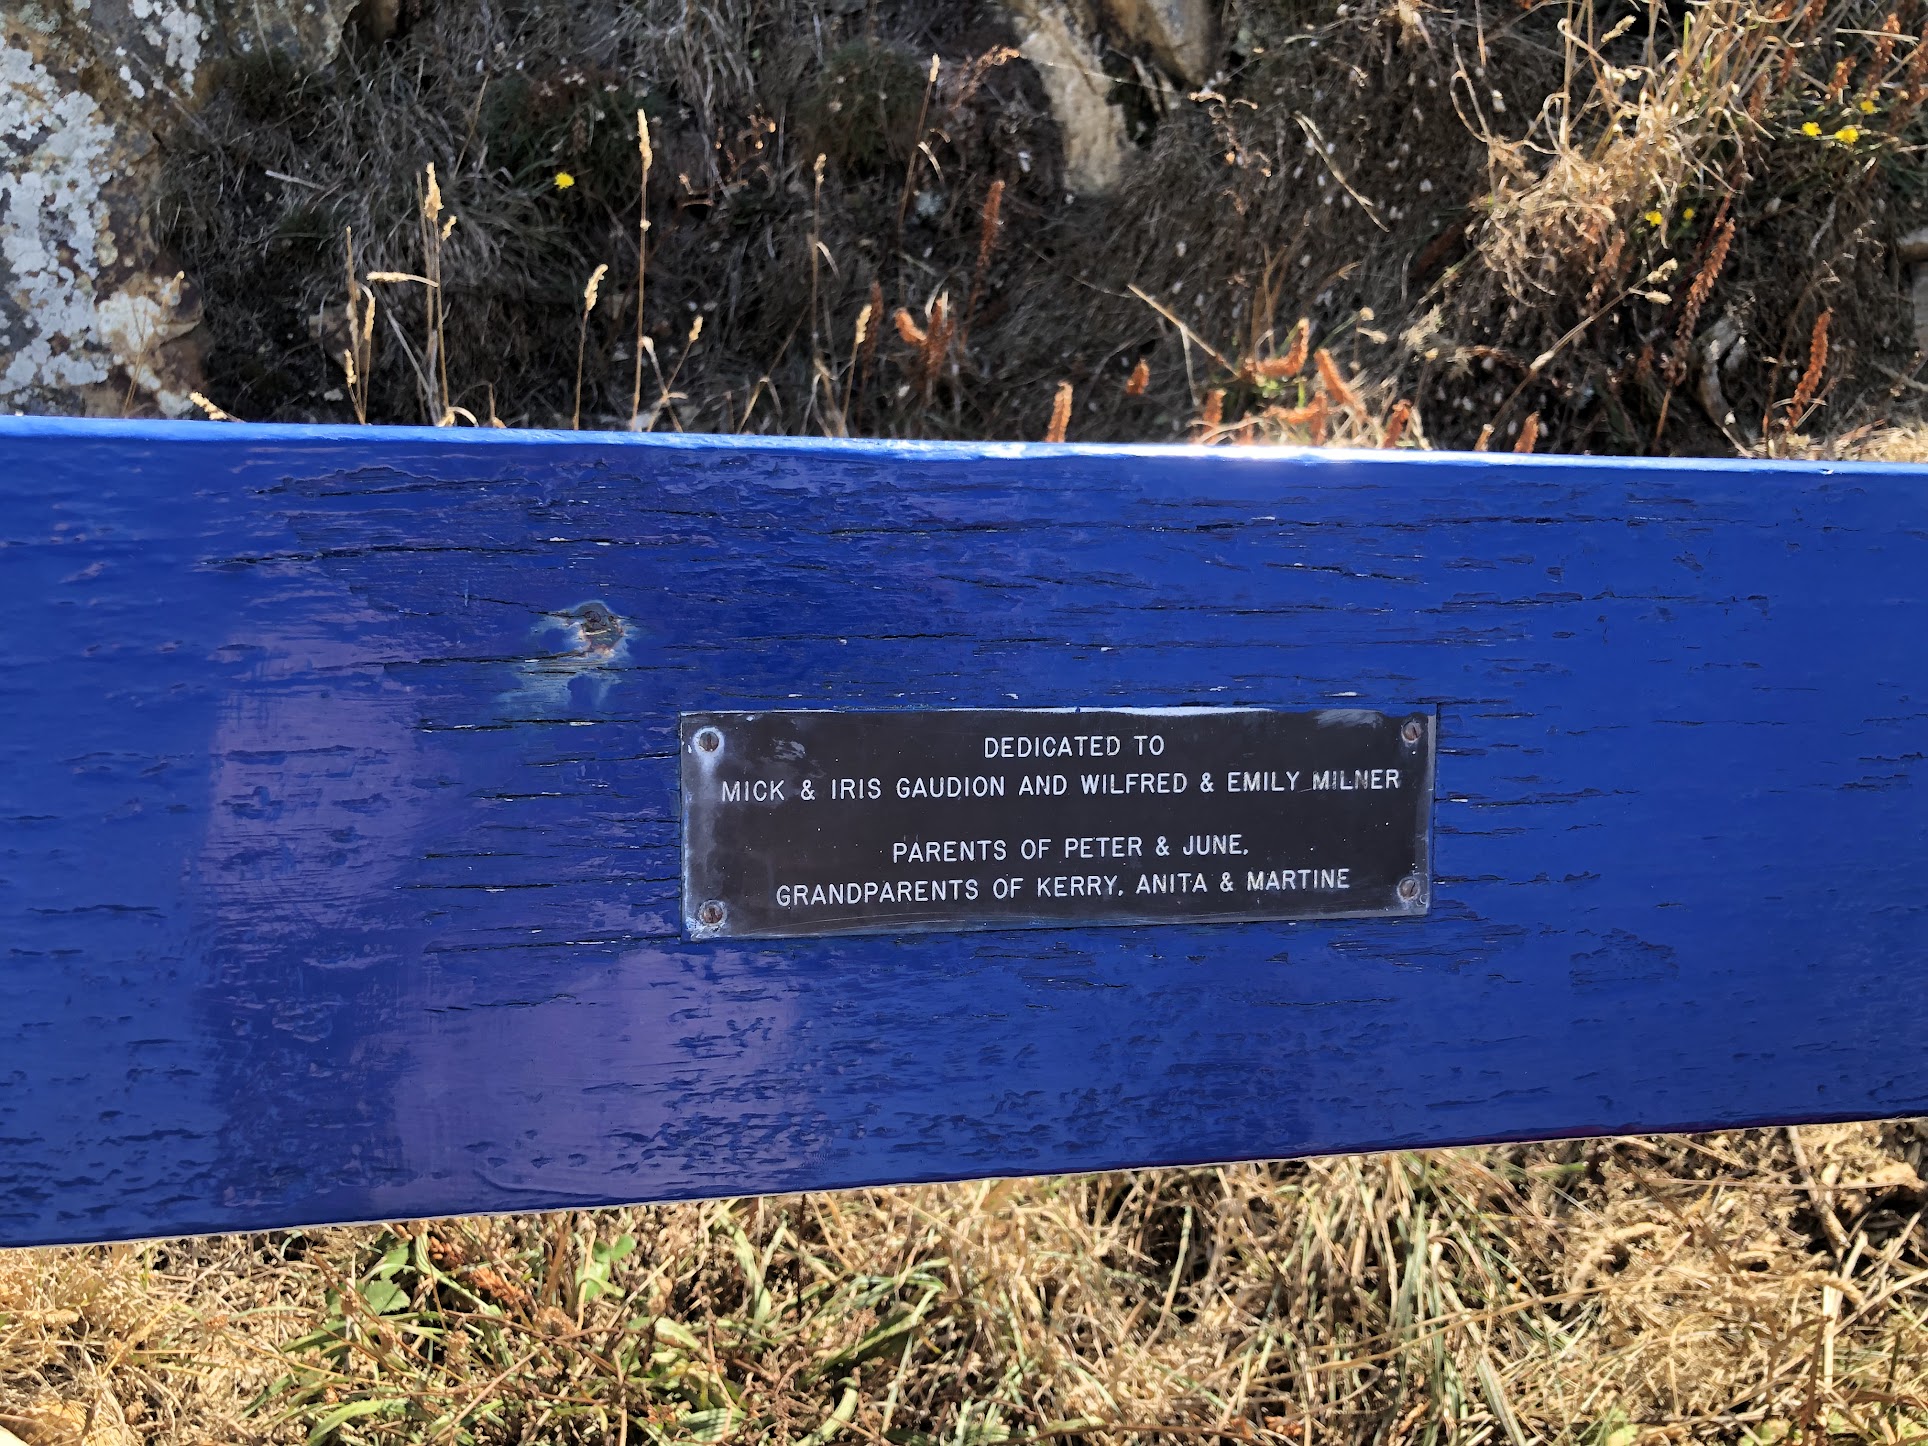 DEDICATED TO
MICK & IRIS GAUDION AND WILFRED & EMILY MILNER
PARENTS OF PETER & JUNE,
GRANDPARENTS OF KERRY, ANITA & MARTINE